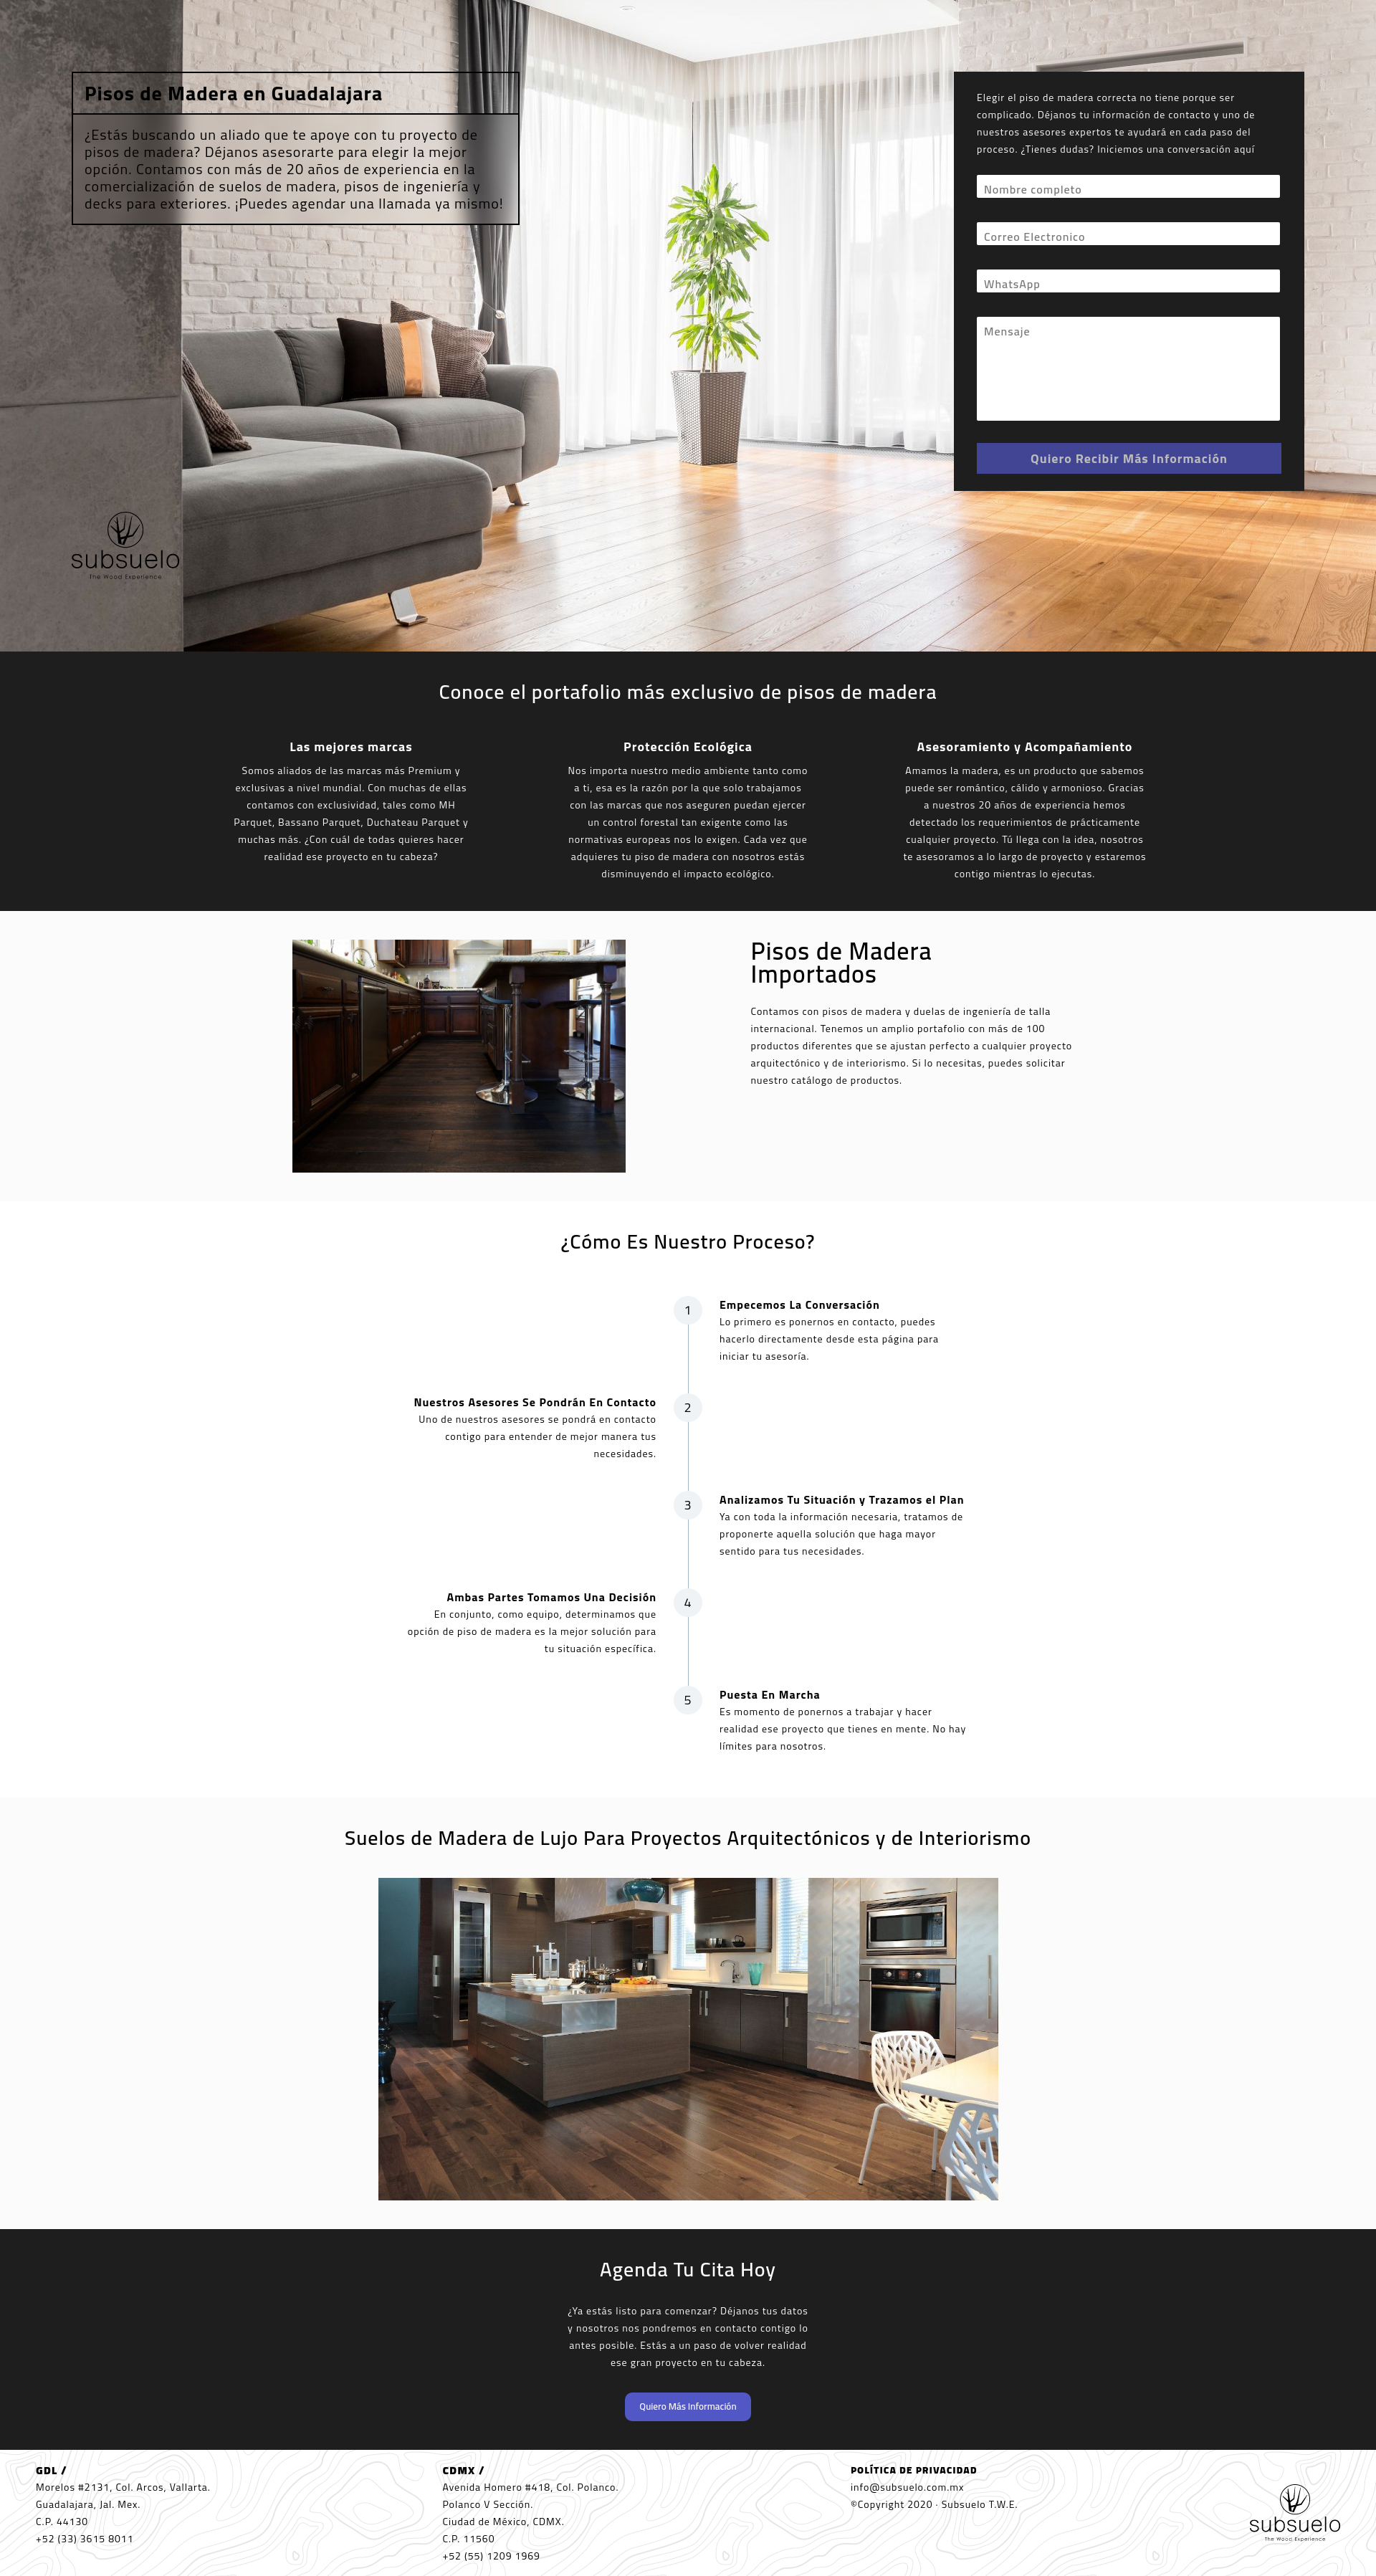 Pisos de Madera en Guadalajara
¿Estás buscando un aliado que te apoye con tu proyecto de
pisos de madera? Déjanos asesorarte para elegir la mejor
opción. Contamos con más de 20 años de experiencia en la
comercialización de suelos de madera, pisos de ingeniería y
decks para exteriores. ¡Puedes agendar una llamada ya mismo!
Elegir el piso de madera correcta no tiene porque ser
complicado. Déjanos tu información de contacto y uno de
nuestros asesores expertos te ayudará en cada paso del
proceso. ¿Tienes dudas? Iniciemos una conversación aquí
Nombre completo
Correo Electronico
WhatsApp
Mensaje
Quiero Recibir Más Información
subsuelo
The Wood Experience
Conoce el portafolio más exclusivo de pisos de madera
Las mejores marcas
Somos aliados de las marcas más Premium y
exclusivas a nivel mundial. Con muchas de ellas
contamos con exclusividad, tales como MH
Parquet, Bassano Parquet, Duchateau Parquet y
muchas más. ¿Con cuál de todas quieres hacer
realidad ese proyecto en tu cabeza?
Protección Ecológica
Nos importa nuestro medio ambiente tanto como
a ti, esa es la razón por la que solo trabajamos
con las marcas que nos aseguren puedan ejercer
un control forestal tan exigente como las
normativas europeas nos lo exigen. Cada vez que
adquieres tu piso de madera con nosotros estás
disminuyendo el impacto ecológico.
Asesoramiento y Acompañamiento
Amamos la madera, es un producto que sabemos
puede ser romántico, cálido y armonioso. Gracias
a nuestros 20 años de experiencia hemos
detectado los requerimientos de prácticamente
cualquier proyecto. Tú llega con la idea, nosotros
te asesoramos a lo largo de proyecto y estaremos
contigo mientras lo ejecutas.
Pisos de Madera
Importados
Contamos con pisos de madera y duelas de ingeniería de talla
internacional. Tenemos un amplio portafolio con más de 100
productos diferentes que se ajustan perfecto a cualquier proyecto
arquitectónico y de interiorismo. Si lo necesitas, puedes solicitar
nuestro catálogo de productos.
¿Cómo Es Nuestro Proceso?
1
Empecemos La Conversación
Lo primero es ponernos en contacto, puedes
hacerlo directamente desde esta página para
iniciar tu asesoría.
2
Nuestros Asesores Se Pondrán En Contacto
Uno de nuestros asesores se pondrá en contacto
contigo para entender de mejor manera tus
necesidades.
3
Analizamos Tu Situación y Trazamos el Plan
Ya con toda la información necesaria, tratamos de
proponerte aquella solución que haga mayor
sentido para tus necesidades.
4
Ambas Partes Tomamos Una Decisión
En conjunto, como equipo, determinamos que
opción de piso de madera es la mejor solución para
tu situación específica.
5
Puesta En Marcha
Es momento de ponernos a trabajar y hacer
realidad ese proyecto que tienes en mente. No hay
límites para nosotros.
Suelos de Madera de Lujo Para Proyectos Arquitectónicos y de Interiorismo
Agenda Tu Cita Hoy
¿Ya estás listo para comenzar? Déjanos tus datos
y nosotros nos pondremos en contacto contigo lo
antes posible. Estás a un paso de volver realidad
ese gran proyecto en tu cabeza.
Quiero Más Información
GDL /
Morelos #2131, Col. Arcos, Vallarta.
Guadalajara, Jal. Mex.
C.P. 44130
+52 (33) 3615 8011
CDMX /
Avenida Homero #418, Col. Polanco.
Polanco V Sección.
Ciudad de México, CDMX.
C.P. 11560
+52 (55) 1209 1969
POLÍTICA DE PRIVACIDAD
info@subsuelo.com.mx
©Copyright 2020 · Subsuelo T.W.E.
subsuelo
The Wood Experience